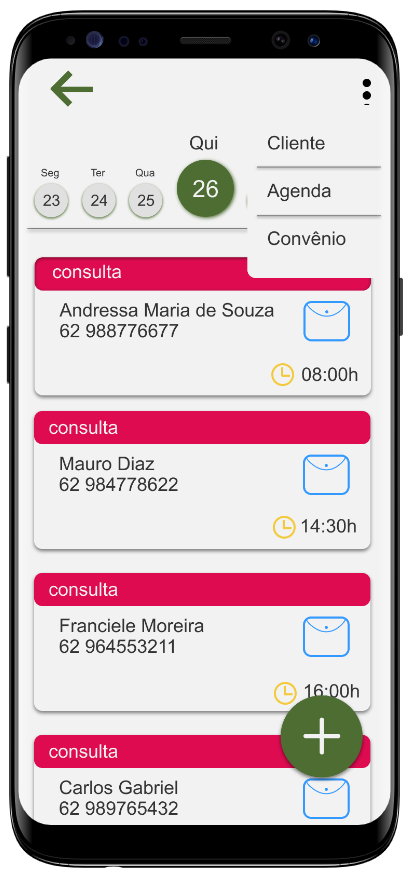 Qui
Seg
Ter
Qua
23
24
25
26
Cliente
Agenda
Convênio
consulta
Andressa Maria de Souza
62 988776677
08:00h
consulta
Mauro Diaz
62 984778622
14:30h
consulta
Franciele Moreira
62 964553211
16:00h
consulta
Carlos Gabriel
62 989765432